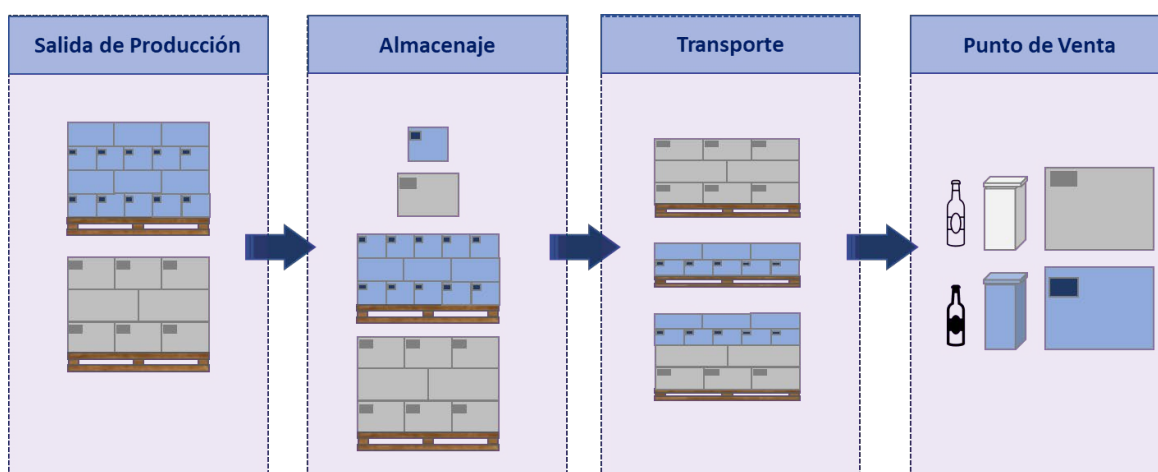 Salida de Producción
Almacenaje
Transporte
Punto de Venta